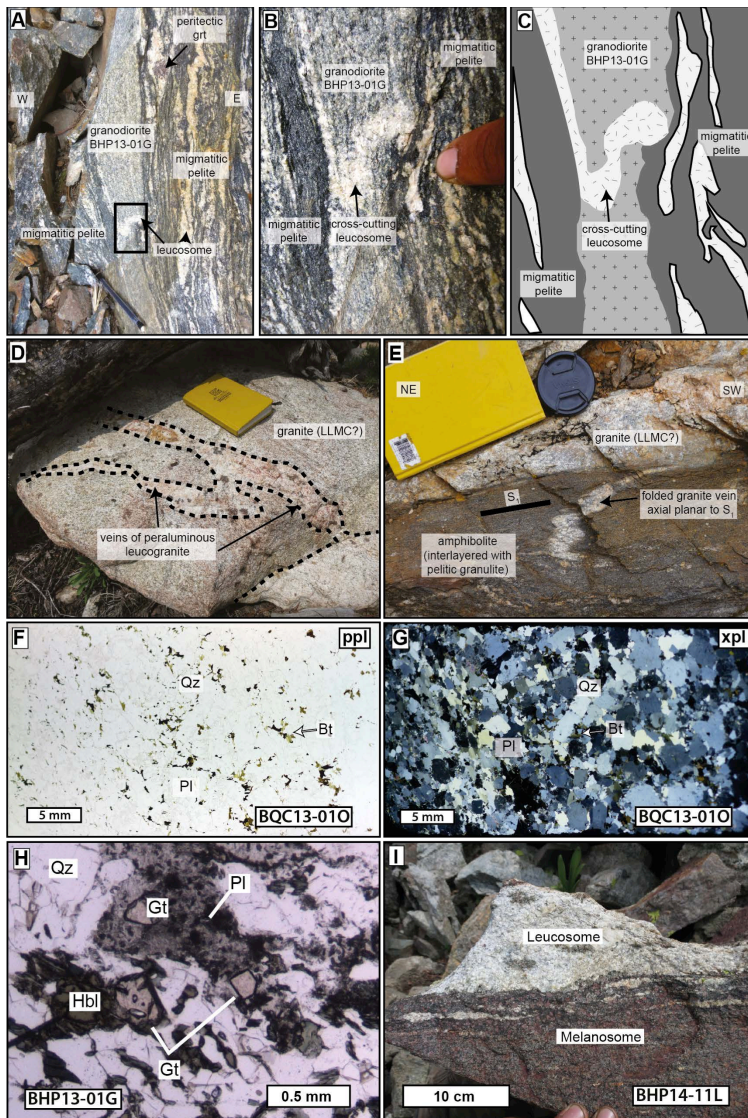 A
peritectic
grt
W
E
granodiorite
BHP13-01G
migmatitic
pelite
migmatitic pelite
leucosome
B
granodiorite
BHP13-01G
migmatitic
pelite
migmatitic
pelite
cross-cutting
leucosome
C
granodiorite
BHP13-01G
migmatitic
pelite
cross-cutting
leucosome
migmatitic
pelite
D
granite (LLMC?)
veins of peraluminous
leucogranite
E
NE
SW
granite (LLMC?)
S1
folded granite vein,
axial planar to S1
amphibolite
(interlayered with
pelitic granulite)
F
ppl
Qz
Bt
Pl
5 mm
BQC13-01O
G
xpl
Qz
Bt
Pl
5 mm
BQC13-01O
H
Qz
Pl
Gt
Hbl
Gt
BHP13-01G
0.5 mm
I
Leucosome
Melanosome
10 cm
BHP14-11L